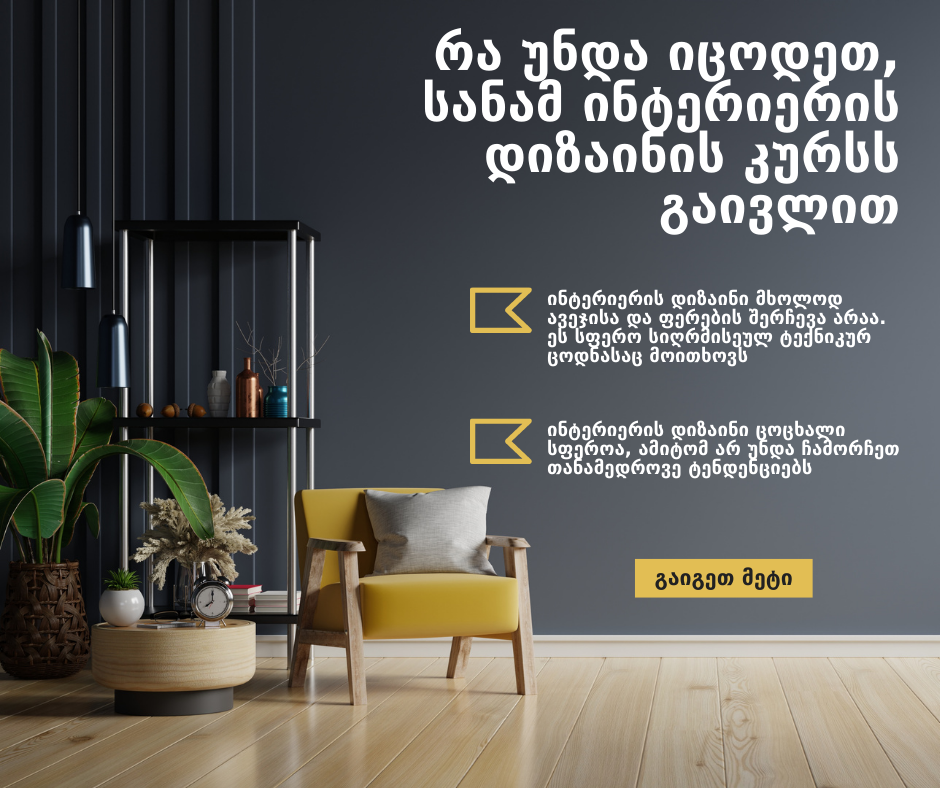 რა უნდა იცოდეთ,
სანამ ინტერიერის
დიზაინის კურსს
გაივლით
ინტერიერის დიზაინი მხოლოდ
ავეჯისა და ფერების შერჩევა არაა.
ეს სფერო სიღრმისეულ ტექნიკურ
ცოდნასაც მოითხოვს
ინტერიერის დიზაინი ცოცხალი
სფეროა, ამიტომ არ უნდა ჩამორჩეთ
თანამედროვე ტენდენციებს
გაიგეთ მეტი